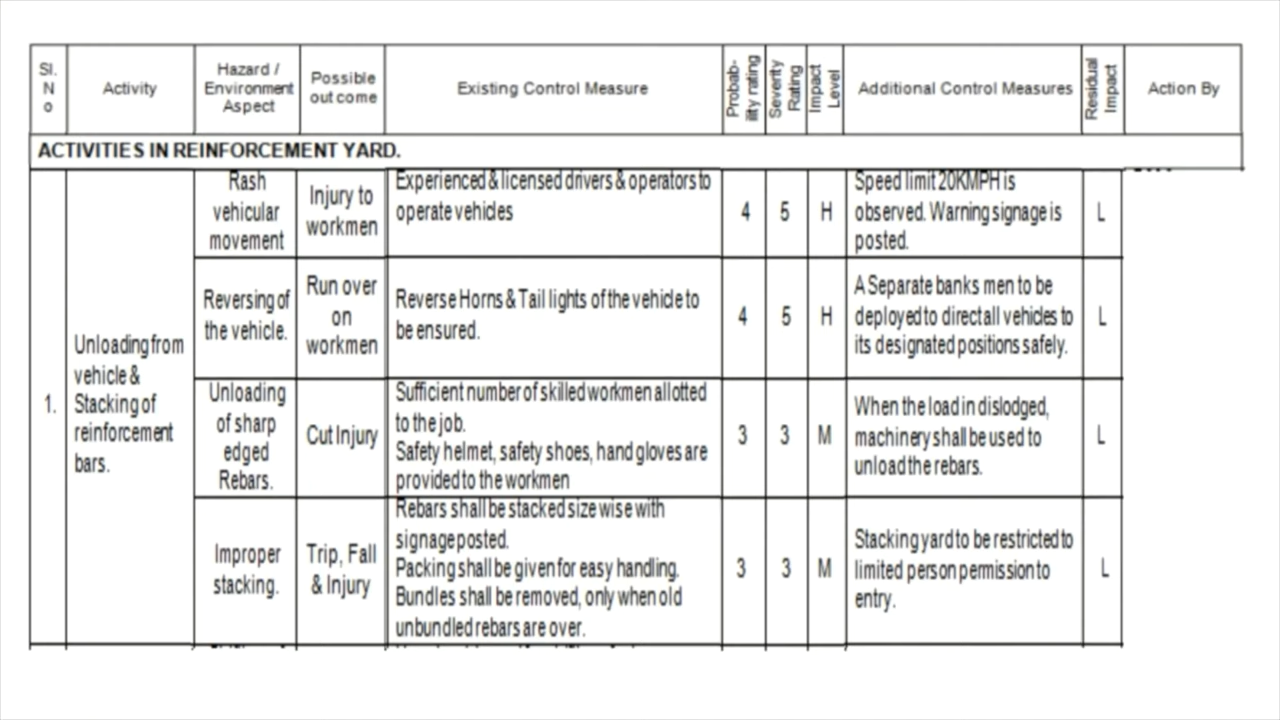 Sl.
N
o
Activity
Hazard /
Environment
Aspect
Possible
out come
Existing Control Measure
Probab-
ility rating
Severity
Rating
Impact
Level
Additional Control Measures
Residual
Impact
Action By
ACTIVITIES IN REINFORCEMENT YARD.
1.
Unloading from
vehicle &
Stacking of
reinforcement
bars.
Rash
vehicular
movement
Injury to
workmen
Experienced & licensed drivers & operators to
operate vehicles
4
5
H
Speed limit 20KMPH is
observed. Warning signage is
posted.
L
Reversing of
the vehicle.
Run over
on
workmen
Reverse Horns & Tail lights of the vehicle to
be ensured.
4
5
H
A Separate banks men to be
deployed to direct all vehicles to
its designated positions safely.
L
Unloading
of sharp
edged
Rebars.
Cut Injury
Sufficient number of skilled workmen allotted
to the job.
Safety helmet, safety shoes, hand gloves are
provided to the workmen
3
3
M
When the load in dislodged,
machinery shall be used to
unload the rebars.
L
Improper
stacking.
Trip, Fall
& Injury
Rebars shall be stacked size wise with
signage posted.
Packing shall be given for easy handling.
Bundles shall be removed, only when old
unbundled rebars are over.
3
3
M
Stacking yard to be restricted to
limited person permission to
entry.
L